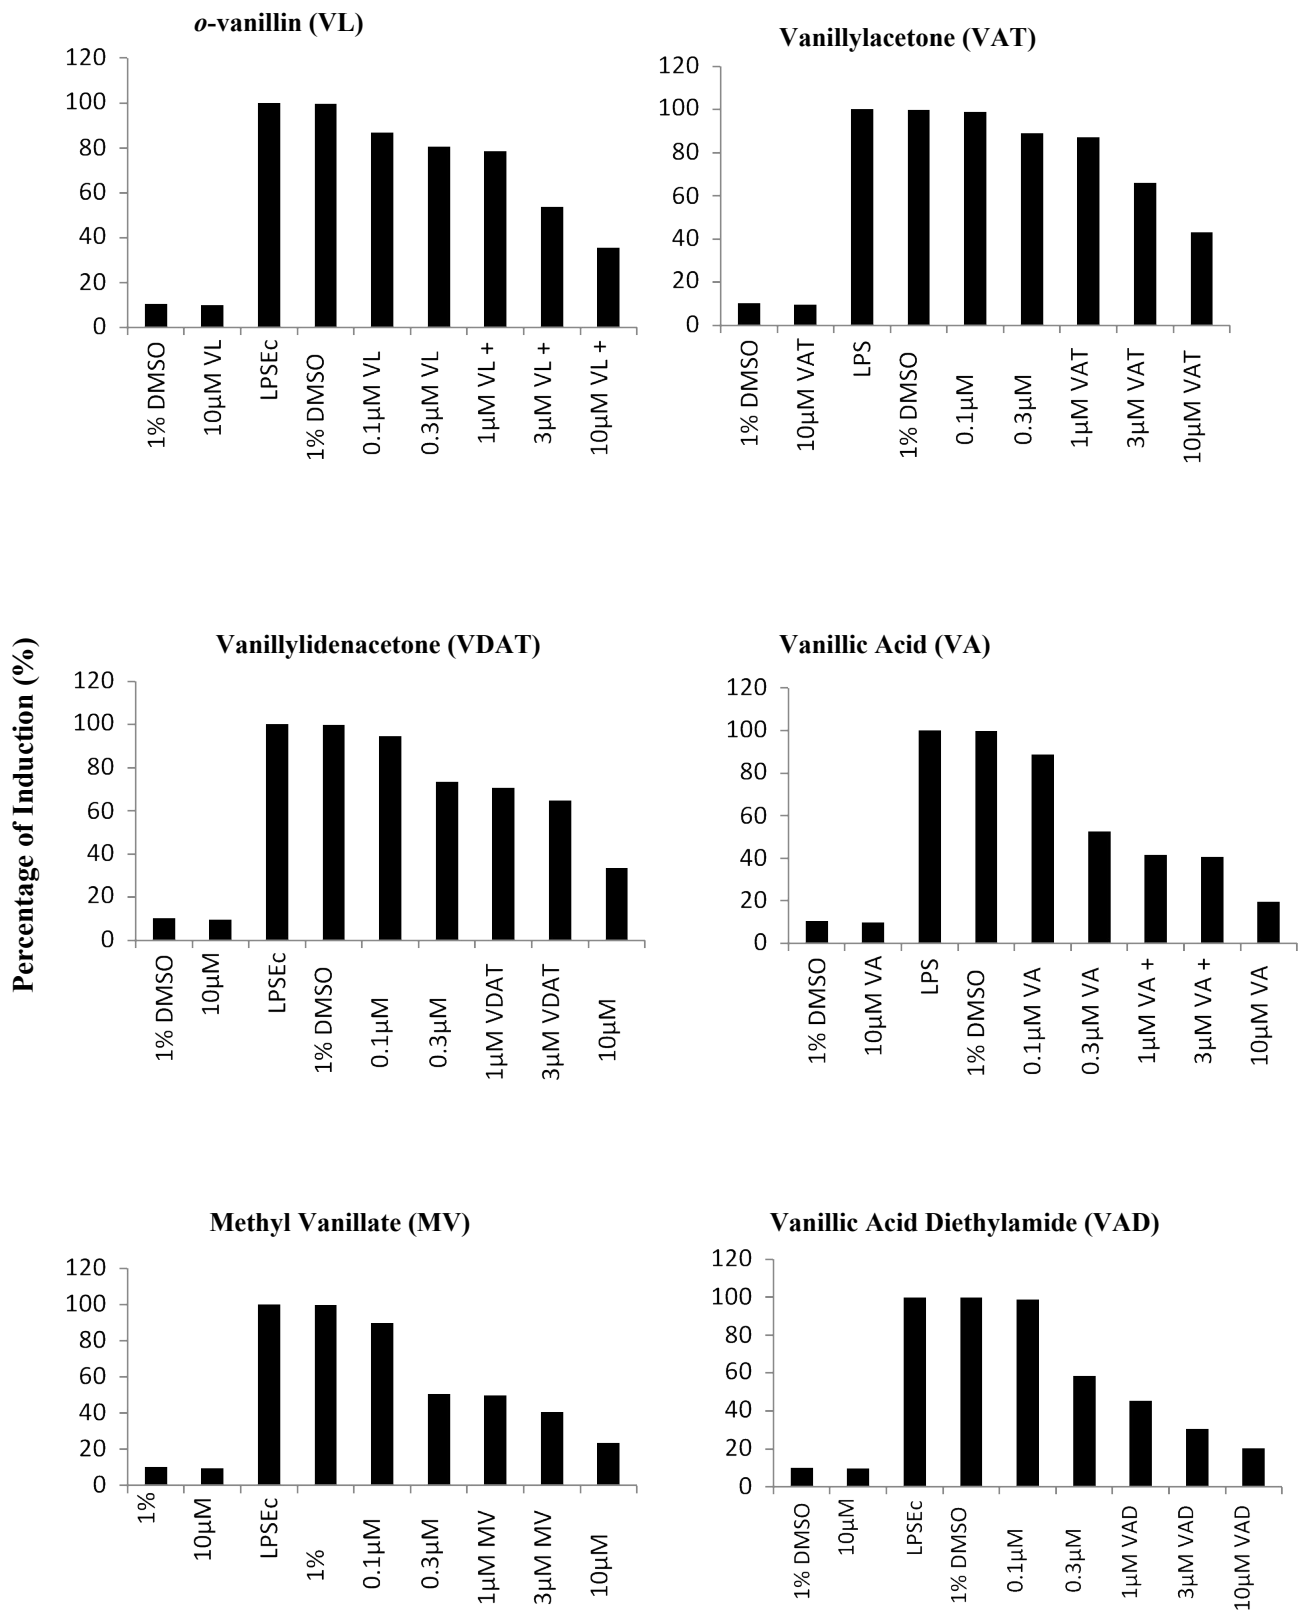 o-vanillin (VL)
120
100
80
60
40
20
0
1% DMSO
10µM VL
LPSEc
1% DMSO
0.1µM VL
0.3µM VL
1µM VL +
3µM VL +
10µM VL +
Vanillylacetone (VAT)
120
100
80
60
40
20
0
1% DMSO
10µM VAT
LPS
1% DMSO
0.1µM
0.3µM
1µM VAT
3µM VAT
10µM VAT
Percentage of Induction (%)
Vanillylidenacetone (VDAT)
120
100
80
60
40
20
0
1% DMSO
10µM
LPSEc
1% DMSO
0.1µM
0.3µM
1µM VDAT
3µM VDAT
10µM
Vanillic Acid (VA)
120
100
80
60
40
20
0
1% DMSO
10µM VA
LPS
1% DMSO
0.1µM VA
0.3µM VA
1µM VA +
3µM VA +
10µM VA
Methyl Vanillate (MV)
120
100
80
60
40
20
0
1%
10µM
LPSEc
1%
0.1µM
0.3µM
1µM MV
3µM MV
10µM
Vanillic Acid Diethylamide (VAD)
120
100
80
60
40
20
0
1% DMSO
10µM
LPSEc
1% DMSO
0.1µM
0.3µM
1µM VAD
3µM VAD
10µM VAD